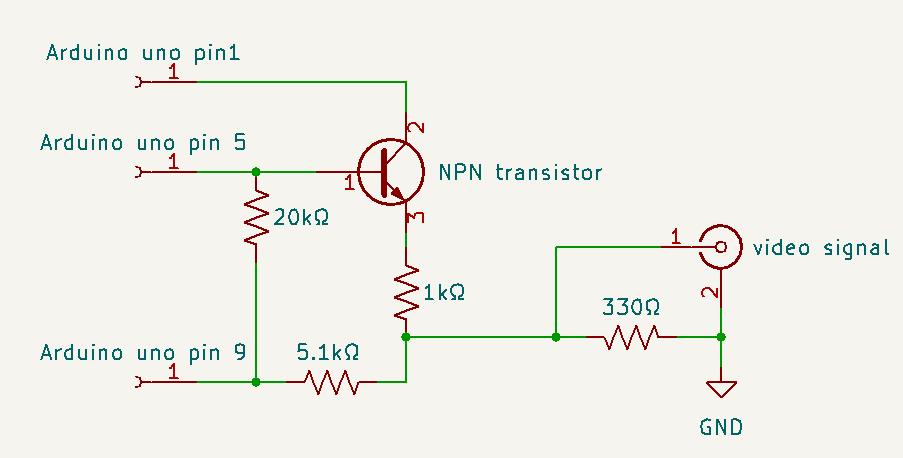 Arduino uno pin1
1
2
Arduino uno pin 5
1
1
NPN transistor
20kΩ
3
1
video signal
1kΩ
2
330Ω
Arduino uno pin 9
1
5.1kΩ
GND